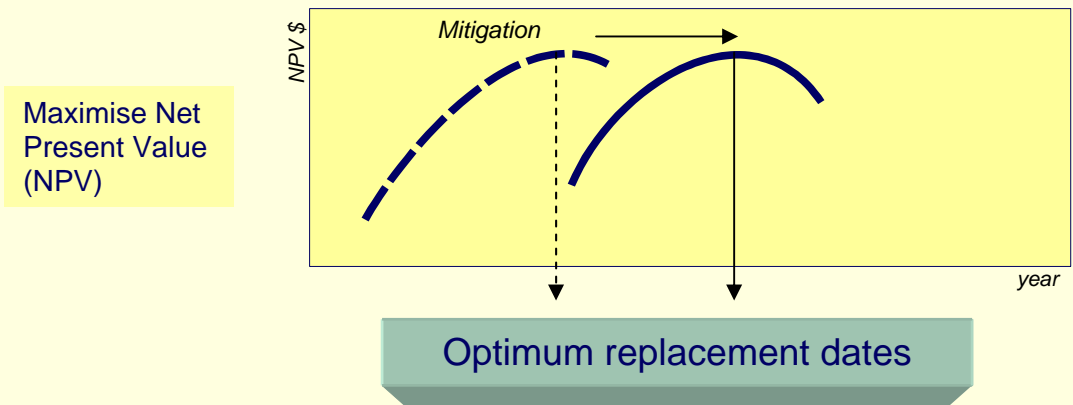 NPV $
Mitigation
Maximise Net
Present Value
(NPV)
year
Optimum replacement dates